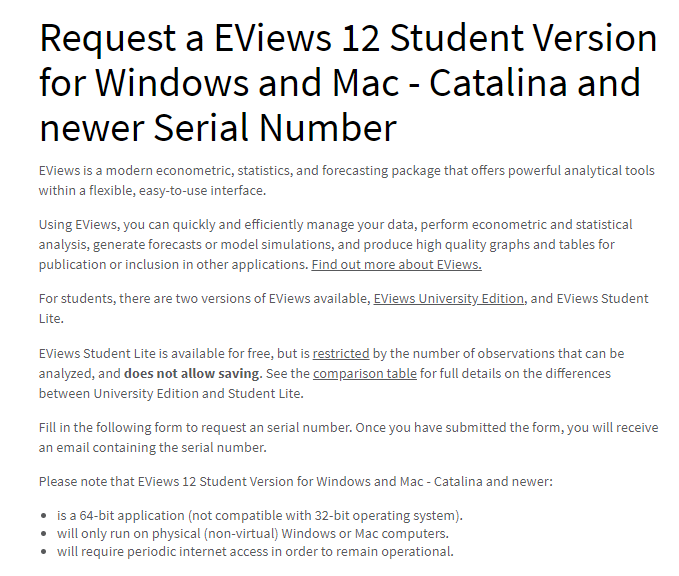 Request a EViews 12 Student Version
for Windows and Mac - Catalina and
newer Serial Number
EViews is a modern econometric, statistics, and forecasting package that offers powerful analytical tools
within a flexible, easy-to-use interface.
Using EViews, you can quickly and efficiently manage your data, perform econometric and statistical
analysis, generate forecasts or model simulations, and produce high quality graphs and tables for
publication or inclusion in other applications. Find out more about EViews.
For students, there are two versions of EViews available, EViews University Edition, and EViews Student
Lite.
EViews Student Lite is available for free, but is restricted by the number of observations that can be
analyzed, and does not allow saving. See the comparison table for full details on the differences
between University Edition and Student Lite.
Fill in the following form to request an serial number. Once you have submitted the form, you will receive
an email containing the serial number.
Please note that EViews 12 Student Version for Windows and Mac - Catalina and newer:
• is a 64-bit application (not compatible with 32-bit operating system).
• will only run on physical (non-virtual) Windows or Mac computers.
• will require periodic internet access in order to remain operational.